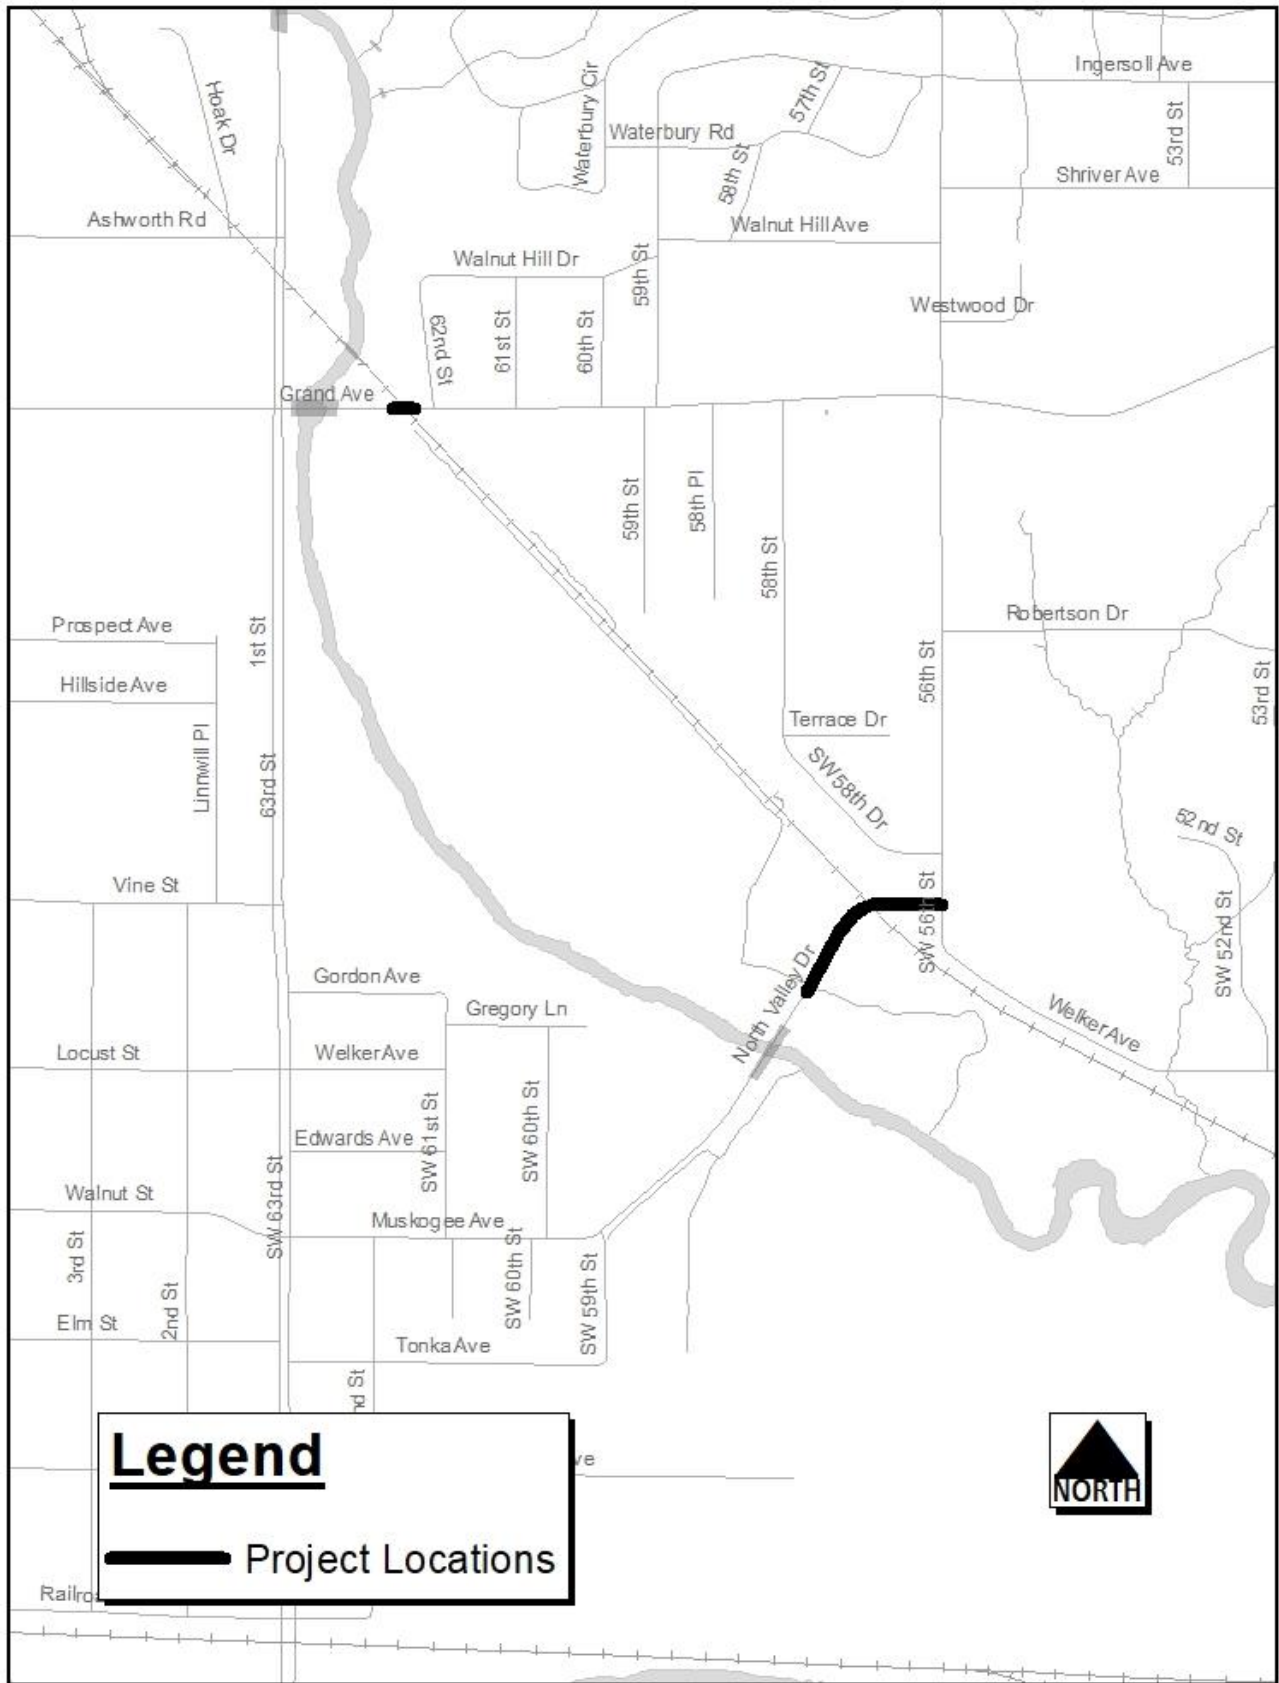 Ingersoll Ave
57th St
Hoak Dr
Waterbury Cir
Waterbury Rd
53rd St
58th St
Shriver Ave
Ashworth Rd
Walnut Hill Ave
Walnut Hill Dr
59th St
Westwood Dr
62nd St
61st St
60th St
Grand Ave
59th St
58th Pl
58th St
Robertson Dr
Prospect Ave
1st St
56th St
Hillside Ave
53rd St
Terrace Dr
Linnwill Pl
63rd St
SW 58th Dr
52nd St
Vine St
SW 56th St
SW 52nd St
Gordon Ave
North Valley Dr
Gregory Ln
Welker Ave
Locust St
Welker Ave
SW 61st St
SW 60th St
Edwards Ave
Walnut St
SW 63rd St
Muskogee Ave
3rd St
SW 60th St
SW 59th St
2nd St
Elm St
Tonka Ave
nd St
Legend
ve
NORTH
Project Locations
Railro